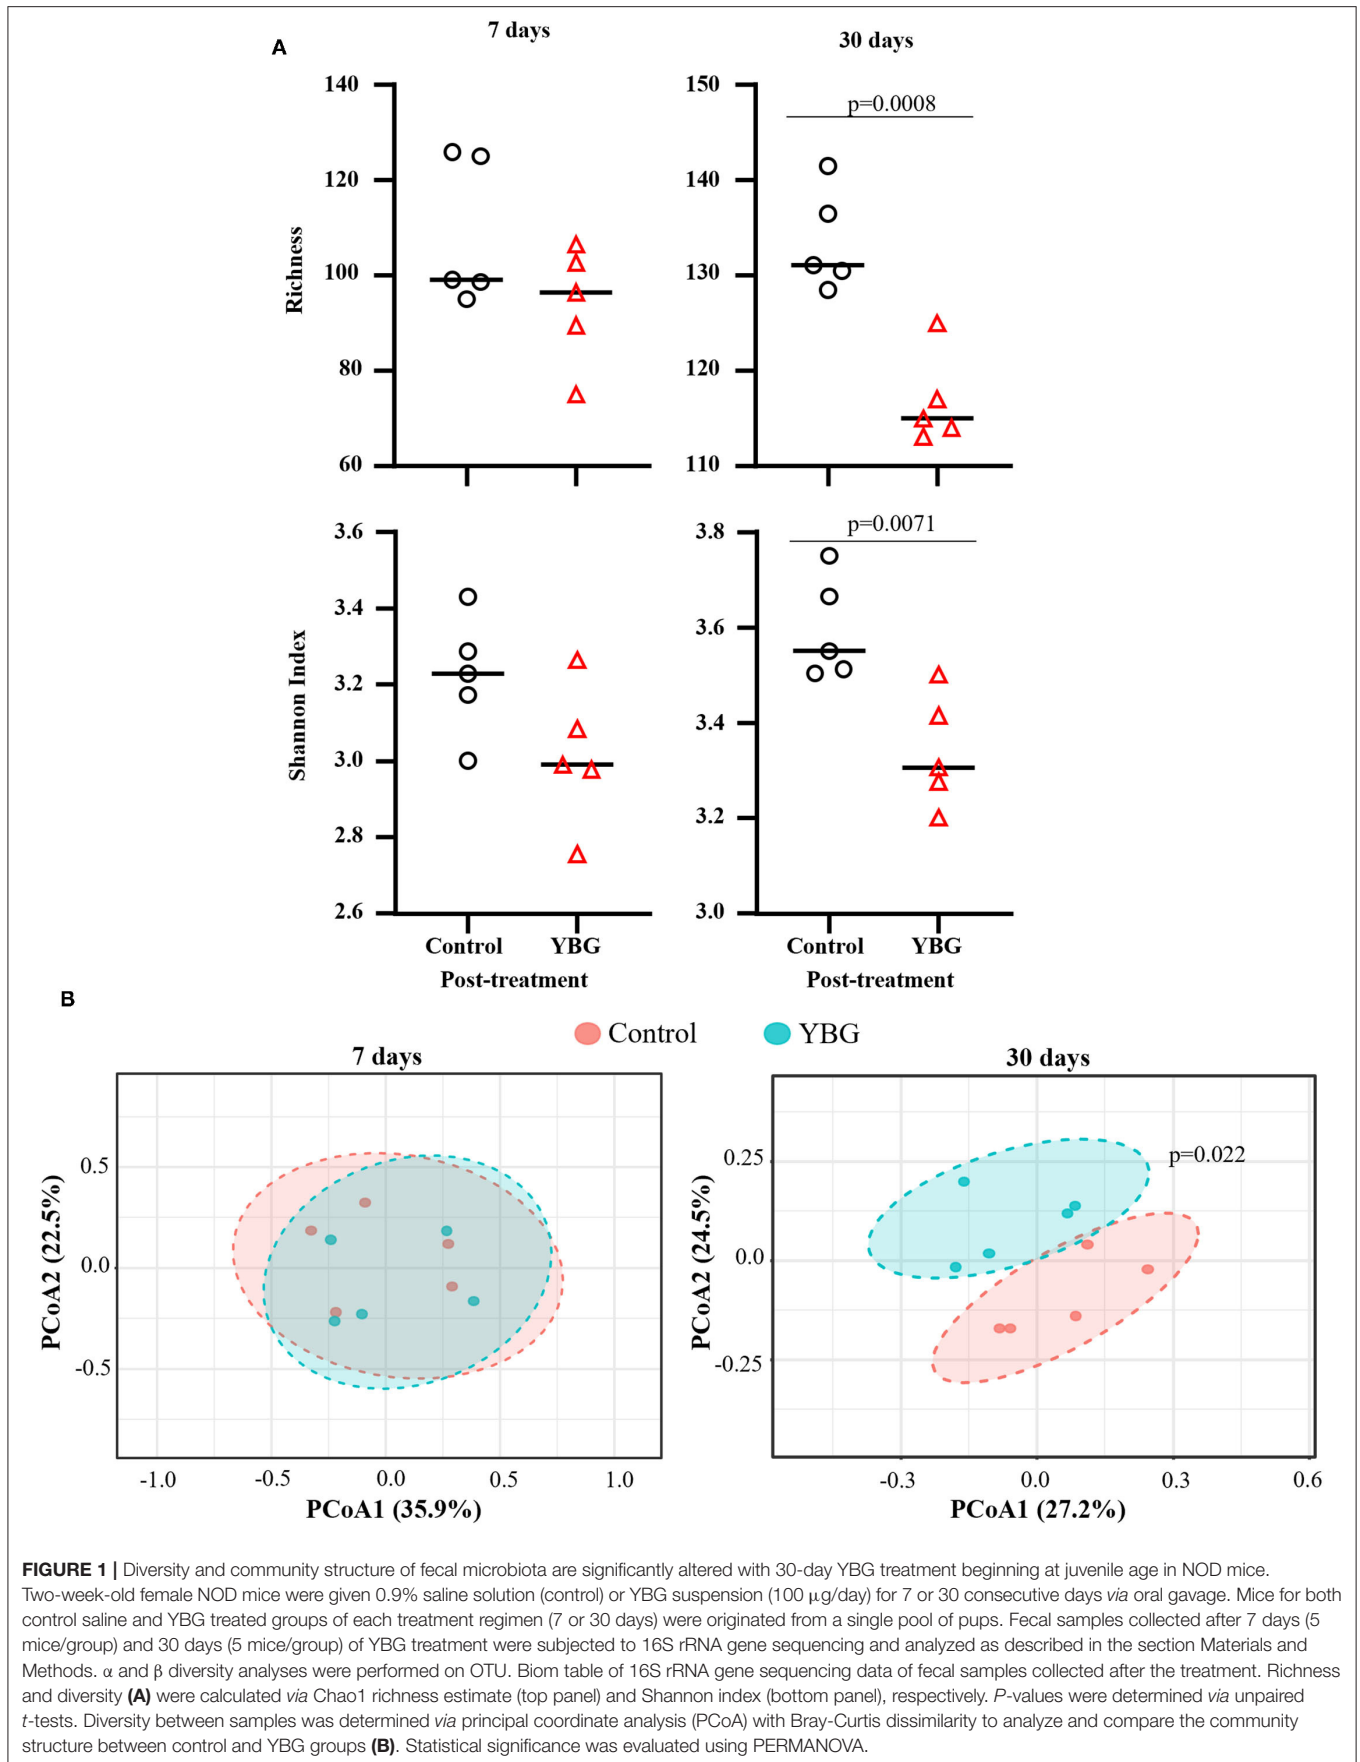 A
7 days
30 days
140
120
100
80
60
Richness
150
140
130
120
110
p=0.0008
3.6
3.4
3.2
3.0
2.8
2.6
Shannon Index
Control YBG
Post-treatment
3.8
3.6
3.4
3.2
3.0
p=0.0071
Control YBG
Post-treatment
B
Control YBG
7 days
0.5
0.0
-0.5
PCoA2 (22.5%)
-1.0 -0.5 0.0 0.5 1.0
PCoA1 (35.9%)
30 days
p=0.022
0.25
0.0
-0.25
PCoA2 (24.5%)
-0.3 0.0 0.3 0.6
PCoA1 (27.2%)
FIGURE 1 | Diversity and community structure of fecal microbiota are significantly altered with 30-day YBG treatment beginning at juvenile age in NOD mice.
Two-week-old female NOD mice were given 0.9% saline solution (control) or YBG suspension (100 μg/day) for 7 or 30 consecutive days via oral gavage. Mice for both
control saline and YBG treated groups of each treatment regimen (7 or 30 days) were originated from a single pool of pups. Fecal samples collected after 7 days (5
mice/group) and 30 days (5 mice/group) of YBG treatment were subjected to 16S rRNA gene sequencing and analyzed as described in the section Materials and
Methods. α and β diversity analyses were performed on OTU. Biom table of 16S rRNA gene sequencing data of fecal samples collected after the treatment. Richness
and diversity (A) were calculated via Chao1 richness estimate (top panel) and Shannon index (bottom panel), respectively. P-values were determined via unpaired
t-tests. Diversity between samples was determined via principal coordinate analysis (PCoA) with Bray-Curtis dissimilarity to analyze and compare the community
structure between control and YBG groups (B). Statistical significance was evaluated using PERMANOVA.